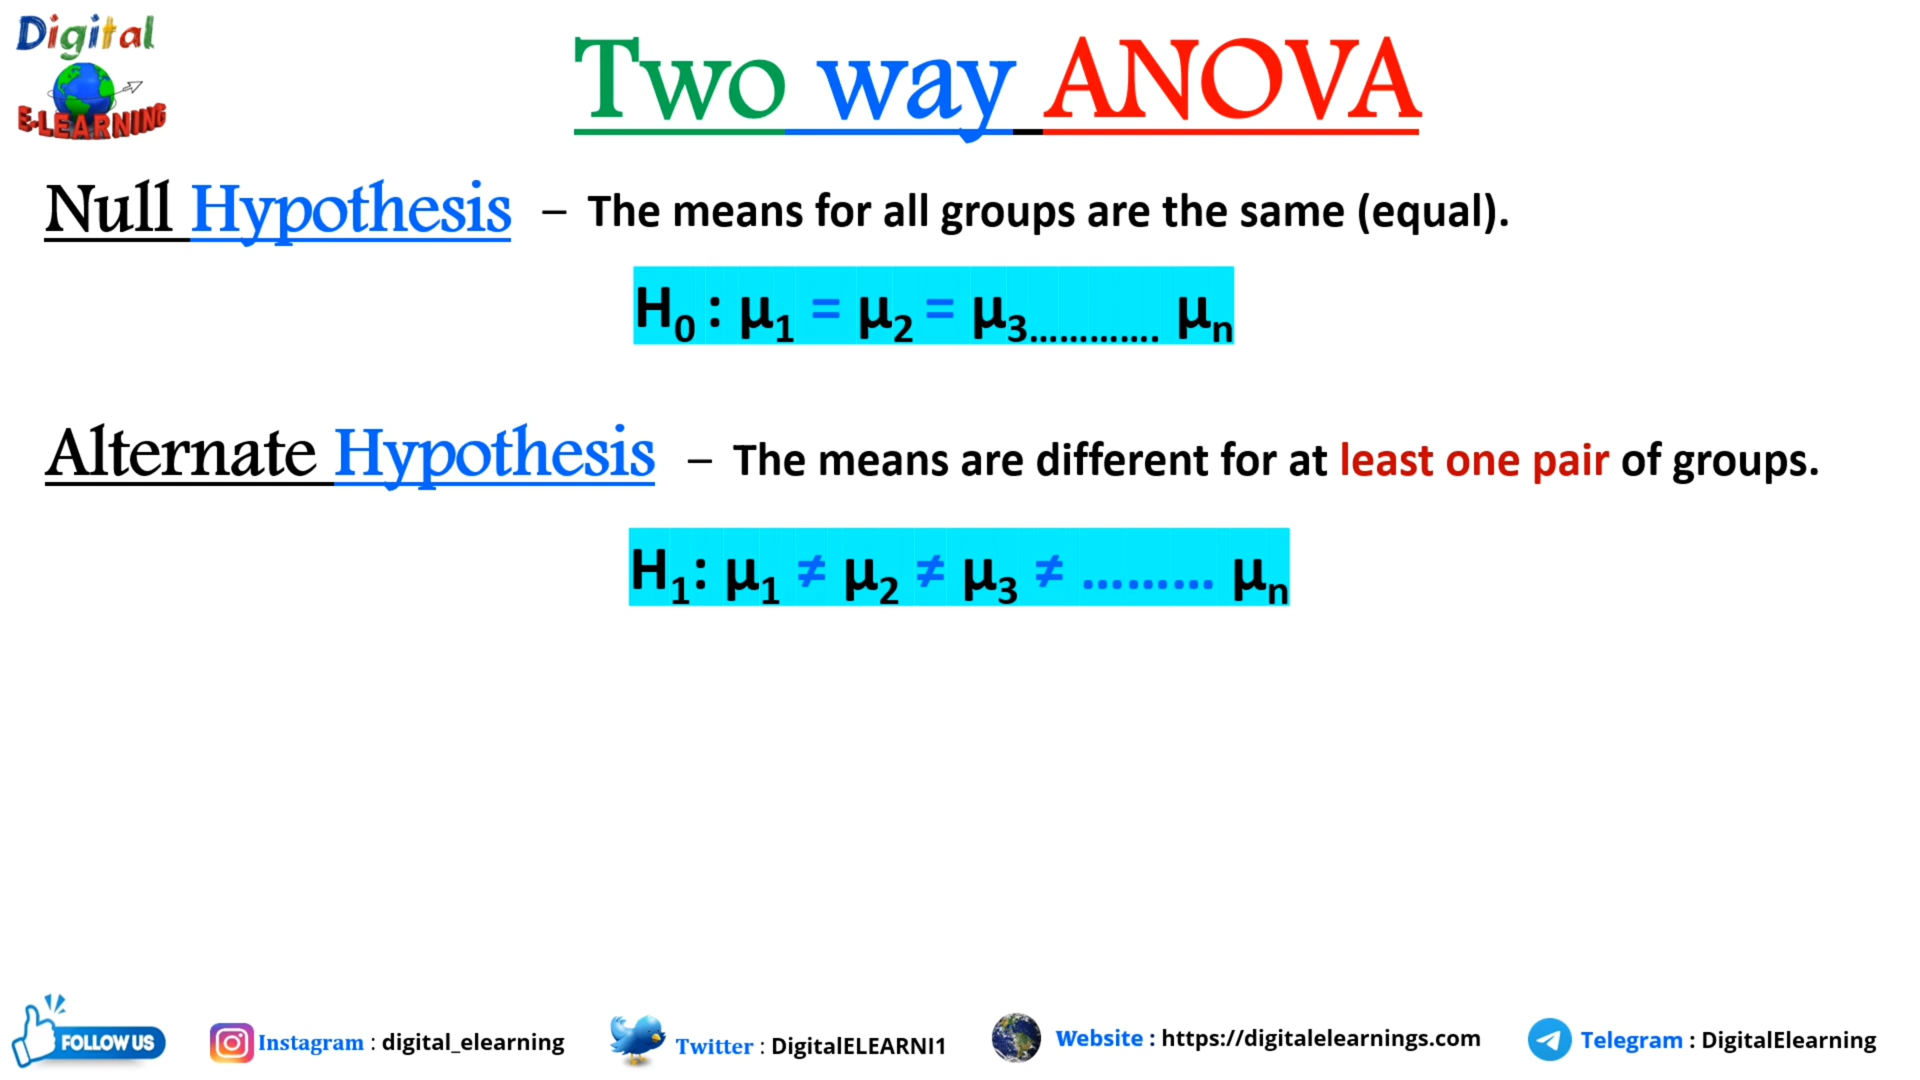 Digital
E-LEARNING
Two way ANOVA
Null Hypothesis – The means for all groups are the same (equal).
H₀ : μ₁ = μ₂ = μ₃............. μₙ
Alternate Hypothesis – The means are different for at least one pair of groups.
H₁: μ₁ ≠ μ₂ ≠ μ₃ ≠ ......... μₙ
FOLLOW US
Instagram : digital_elearning
Twitter : DigitalELEARNI1
Website : https://digitalelearnings.com
Telegram : DigitalElearning